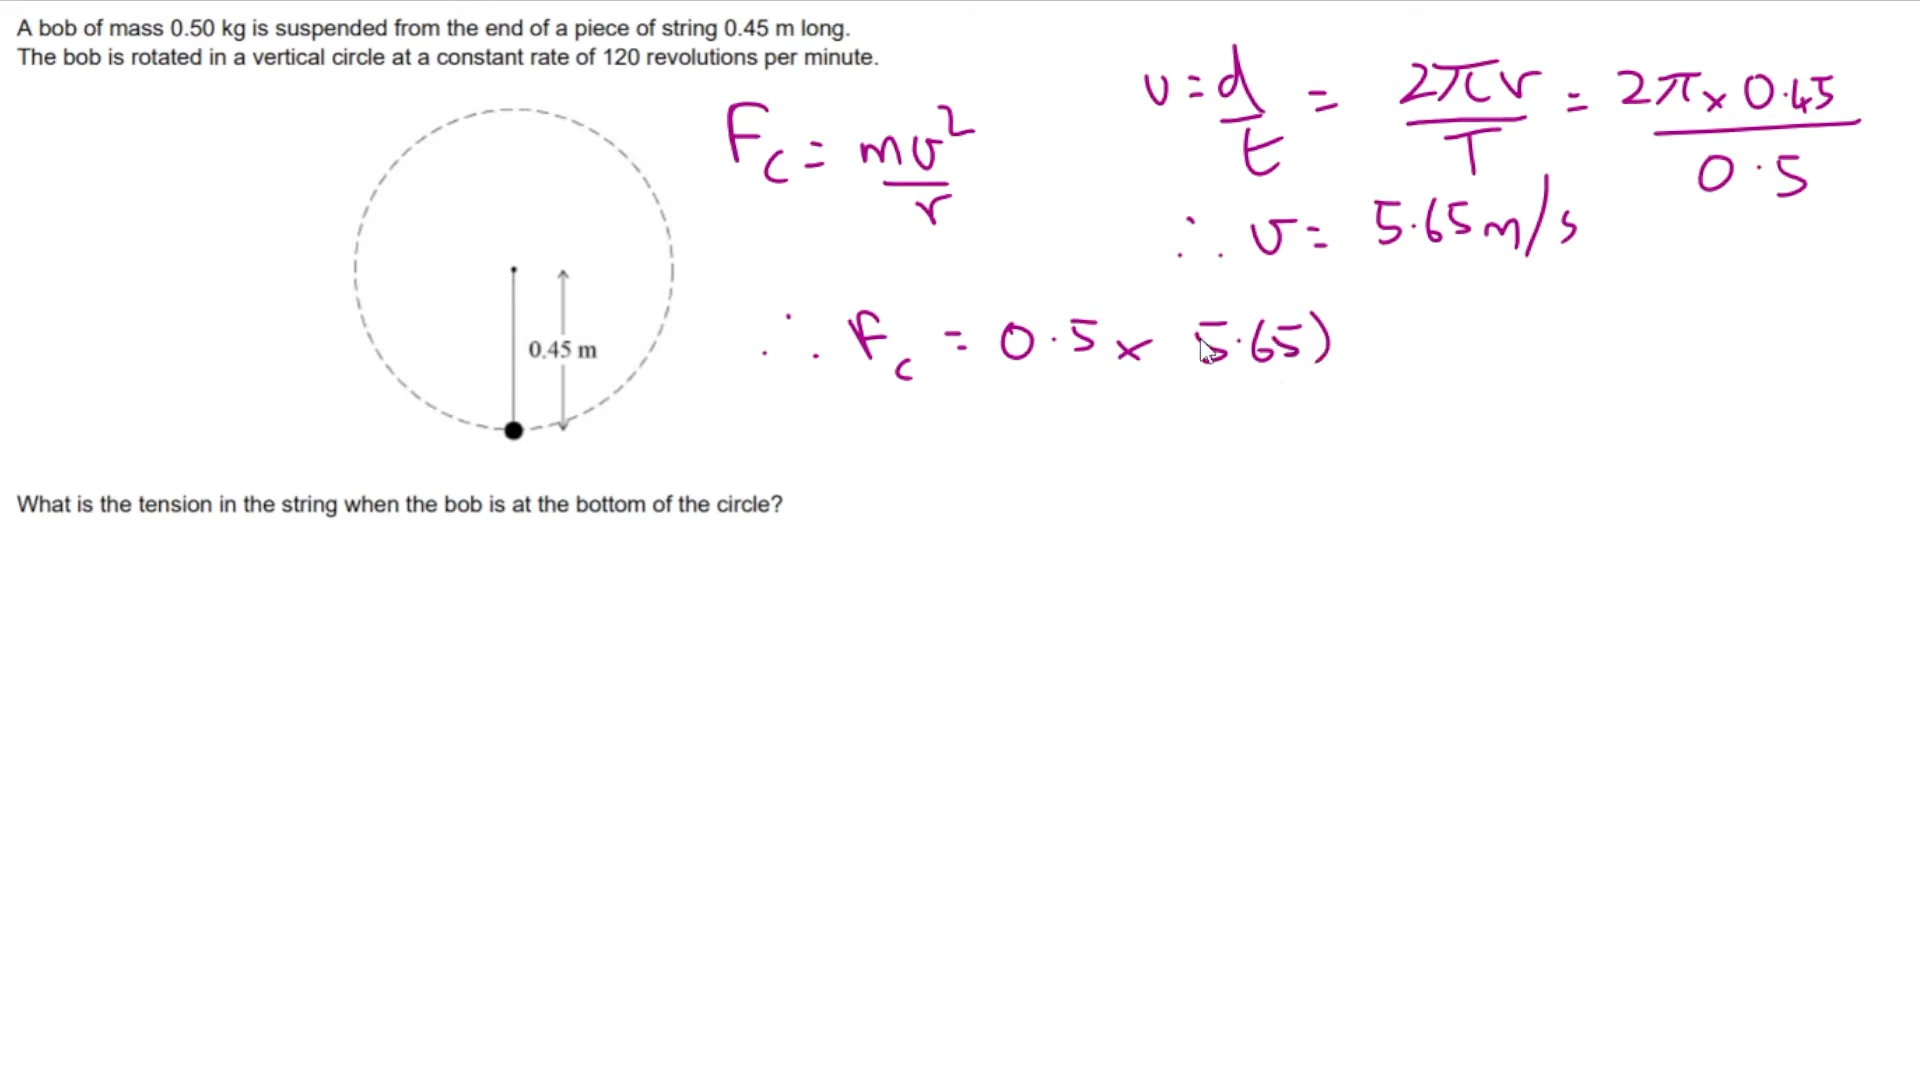 A bob of mass 0.50 kg is suspended from the end of a piece of string 0.45 m long.
The bob is rotated in a vertical circle at a constant rate of 120 revolutions per minute.
Fc = mv²/r
v = d/t = 2πr/T = 2π × 0.45/0.5
∴ v = 5.65 m/s
∴ Fc = 0.5 × 5.65)
0.45 m
What is the tension in the string when the bob is at the bottom of the circle?